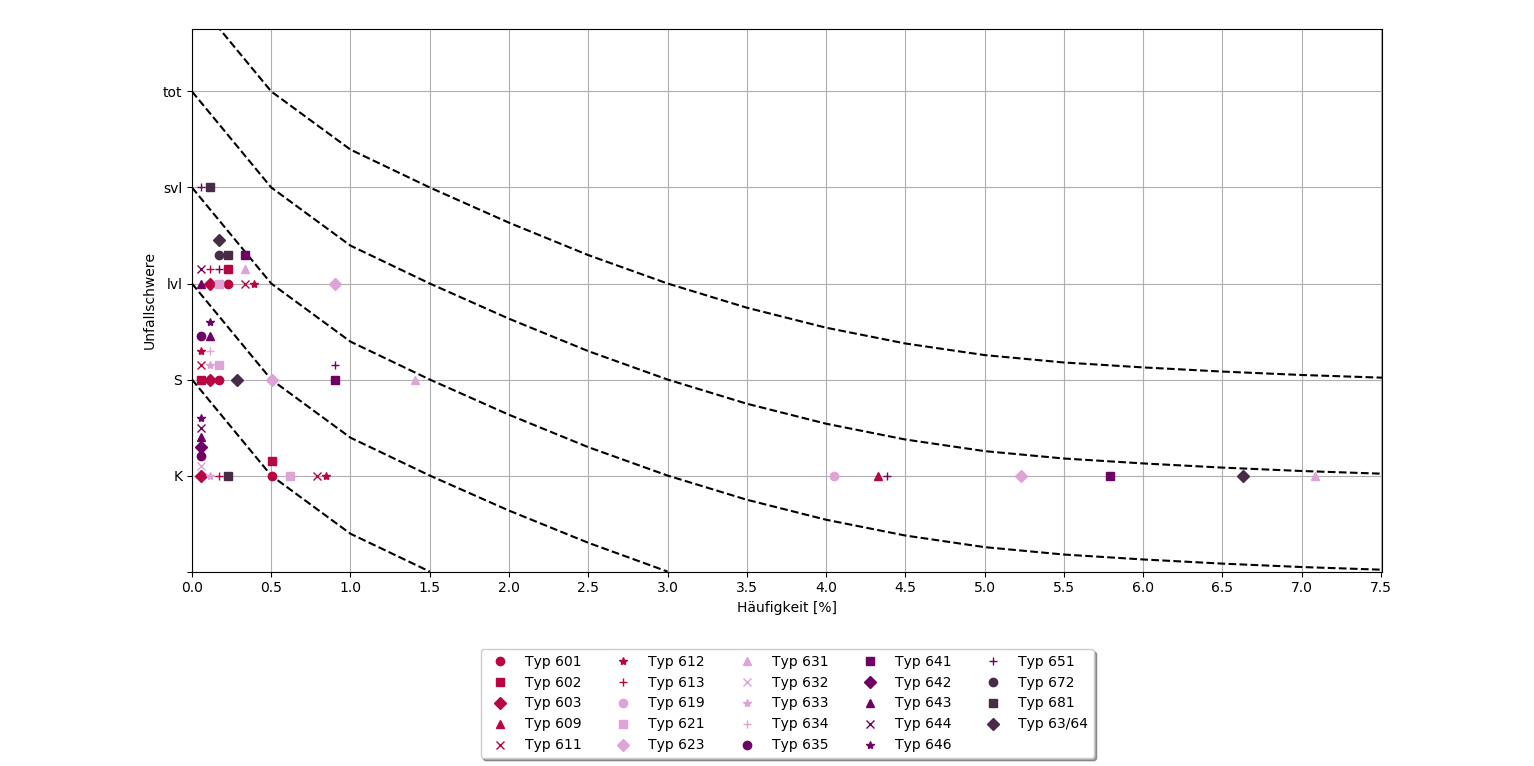 tot
svl
lvl
S
K
Unfallschwere
0.0 0.5 1.0 1.5 2.0 2.5 3.0 3.5 4.0 4.5 5.0 5.5 6.0 6.5 7.0 7.5
Häufigkeit [%]
Typ 601 Typ 612 Typ 631 Typ 641 Typ 651
Typ 602 Typ 613 Typ 632 Typ 642 Typ 672
Typ 603 Typ 619 Typ 633 Typ 643 Typ 681
Typ 609 Typ 621 Typ 634 Typ 644 Typ 63/64
Typ 611 Typ 623 Typ 635 Typ 646